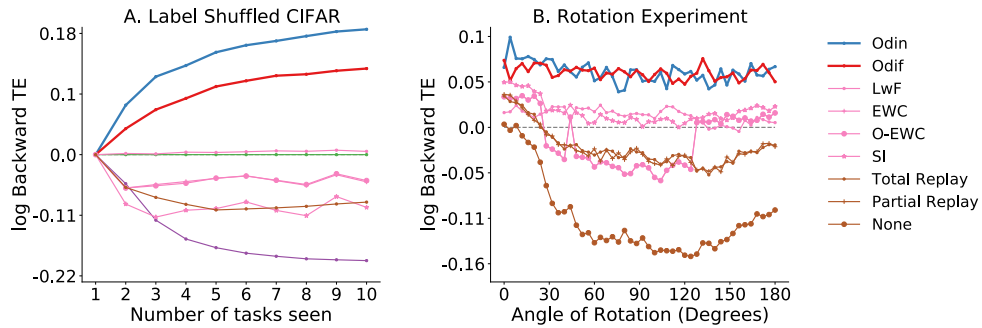 A. Label Shuffled CIFAR
log Backward TE
0.18
0.1
0.0
-0.11
-0.22
1 2 3 4 5 6 7 8 9 10
Number of tasks seen
B. Rotation Experiment
log Backward TE
0.1
0.05
0.0
-0.05
-0.11
-0.16
0 30 60 90 120 150 180
Angle of Rotation (Degrees)
Odin
Odif
LwF
EWC
O-EWC
SI
Total Replay
Partial Replay
None